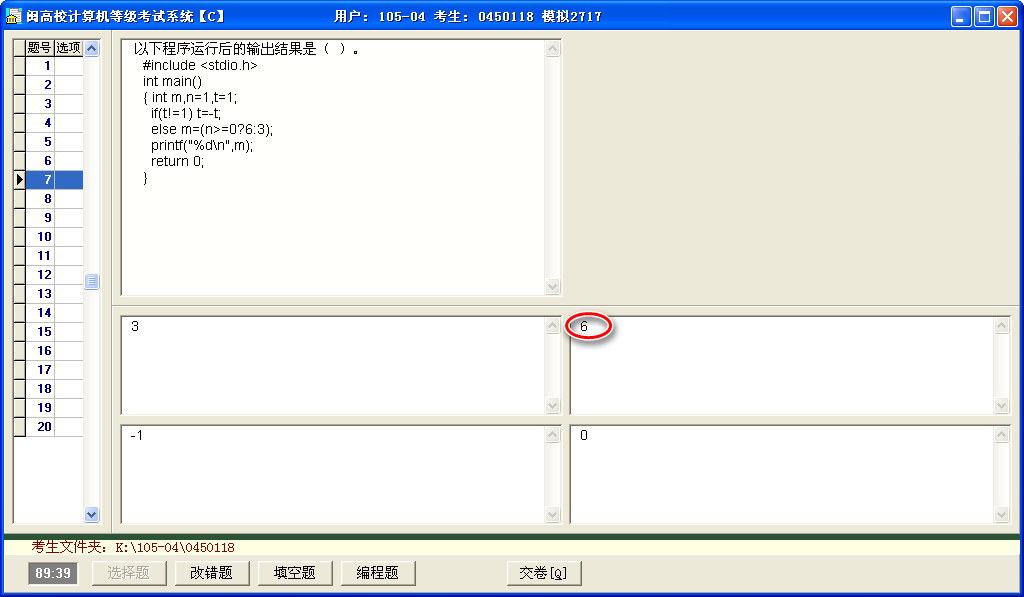 闽高校计算机等级考试系统【C】 用户: 105-04 考生: 0450118 模拟2717
题号 选项
1
2
3
4
5
6
7
8
9
10
11
12
13
14
15
16
17
18
19
20
以下程序运行后的输出结果是（ ）。
#include <stdio.h>
int main()
{ int m,n=1,t=1;
if(t!=1) t=-t;
else m=(n>=0?6:3);
printf("%d\n",m);
return 0;
}
3
6
-1
0
考生文件夹: K:\105-04\0450118
89:39 选择题 改错题 填空题 编程题 交卷[Q]